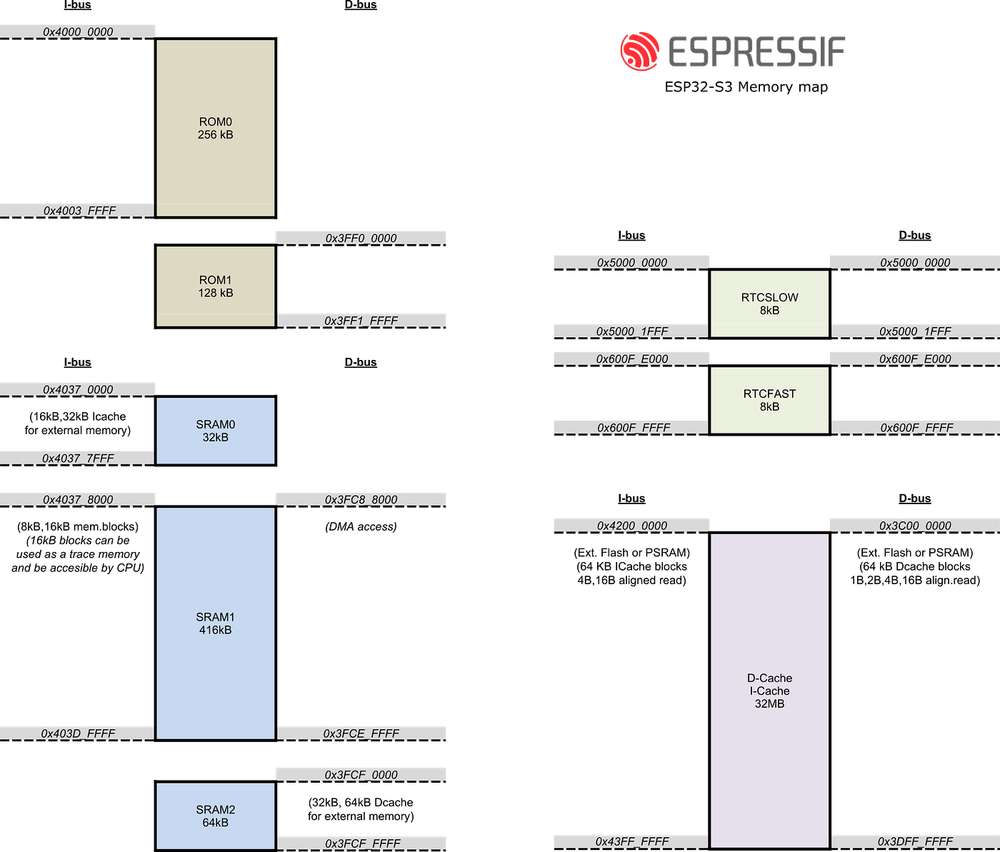 I-bus
D-bus
0x4000_0000
ROM0
256 kB
0x4003_FFFF
0x3FF0_0000
ROM1
128 kB
0x3FF1_FFFF
I-bus
D-bus
0x4037_0000
(16kB,32kB Icache
for external memory)
SRAM0
32kB
0x4037_7FFF
0x4037_8000
0x3FC8_8000
(8kB,16kB mem.blocks)
(16kB blocks can be
used as a trace memory
and be accesible by CPU)
(DMA access)
SRAM1
416kB
0x403D_FFFF
0x3FCE_FFFF
0x3FCF_0000
SRAM2
64kB
(32kB, 64kB Dcache
for external memory)
0x3FCF_FFFF
ESPRESSIF
ESP32-S3 Memory map
I-bus
D-bus
0x5000_0000
0x5000_0000
RTCSLOW
8kB
0x5000_1FFF
0x5000_1FFF
0x600F_E000
0x600F_E000
RTCFAST
8kB
0x600F_FFFF
0x600F_FFFF
I-bus
D-bus
0x4200_0000
0x3C00_0000
(Ext. Flash or PSRAM)
(64 KB ICache blocks
4B,16B aligned read)
(Ext. Flash or PSRAM)
(64 kB Dcache blocks
1B,2B,4B,16B align.read)
D-Cache
I-Cache
32MB
0x43FF_FFFF
0x3DFF_FFFF